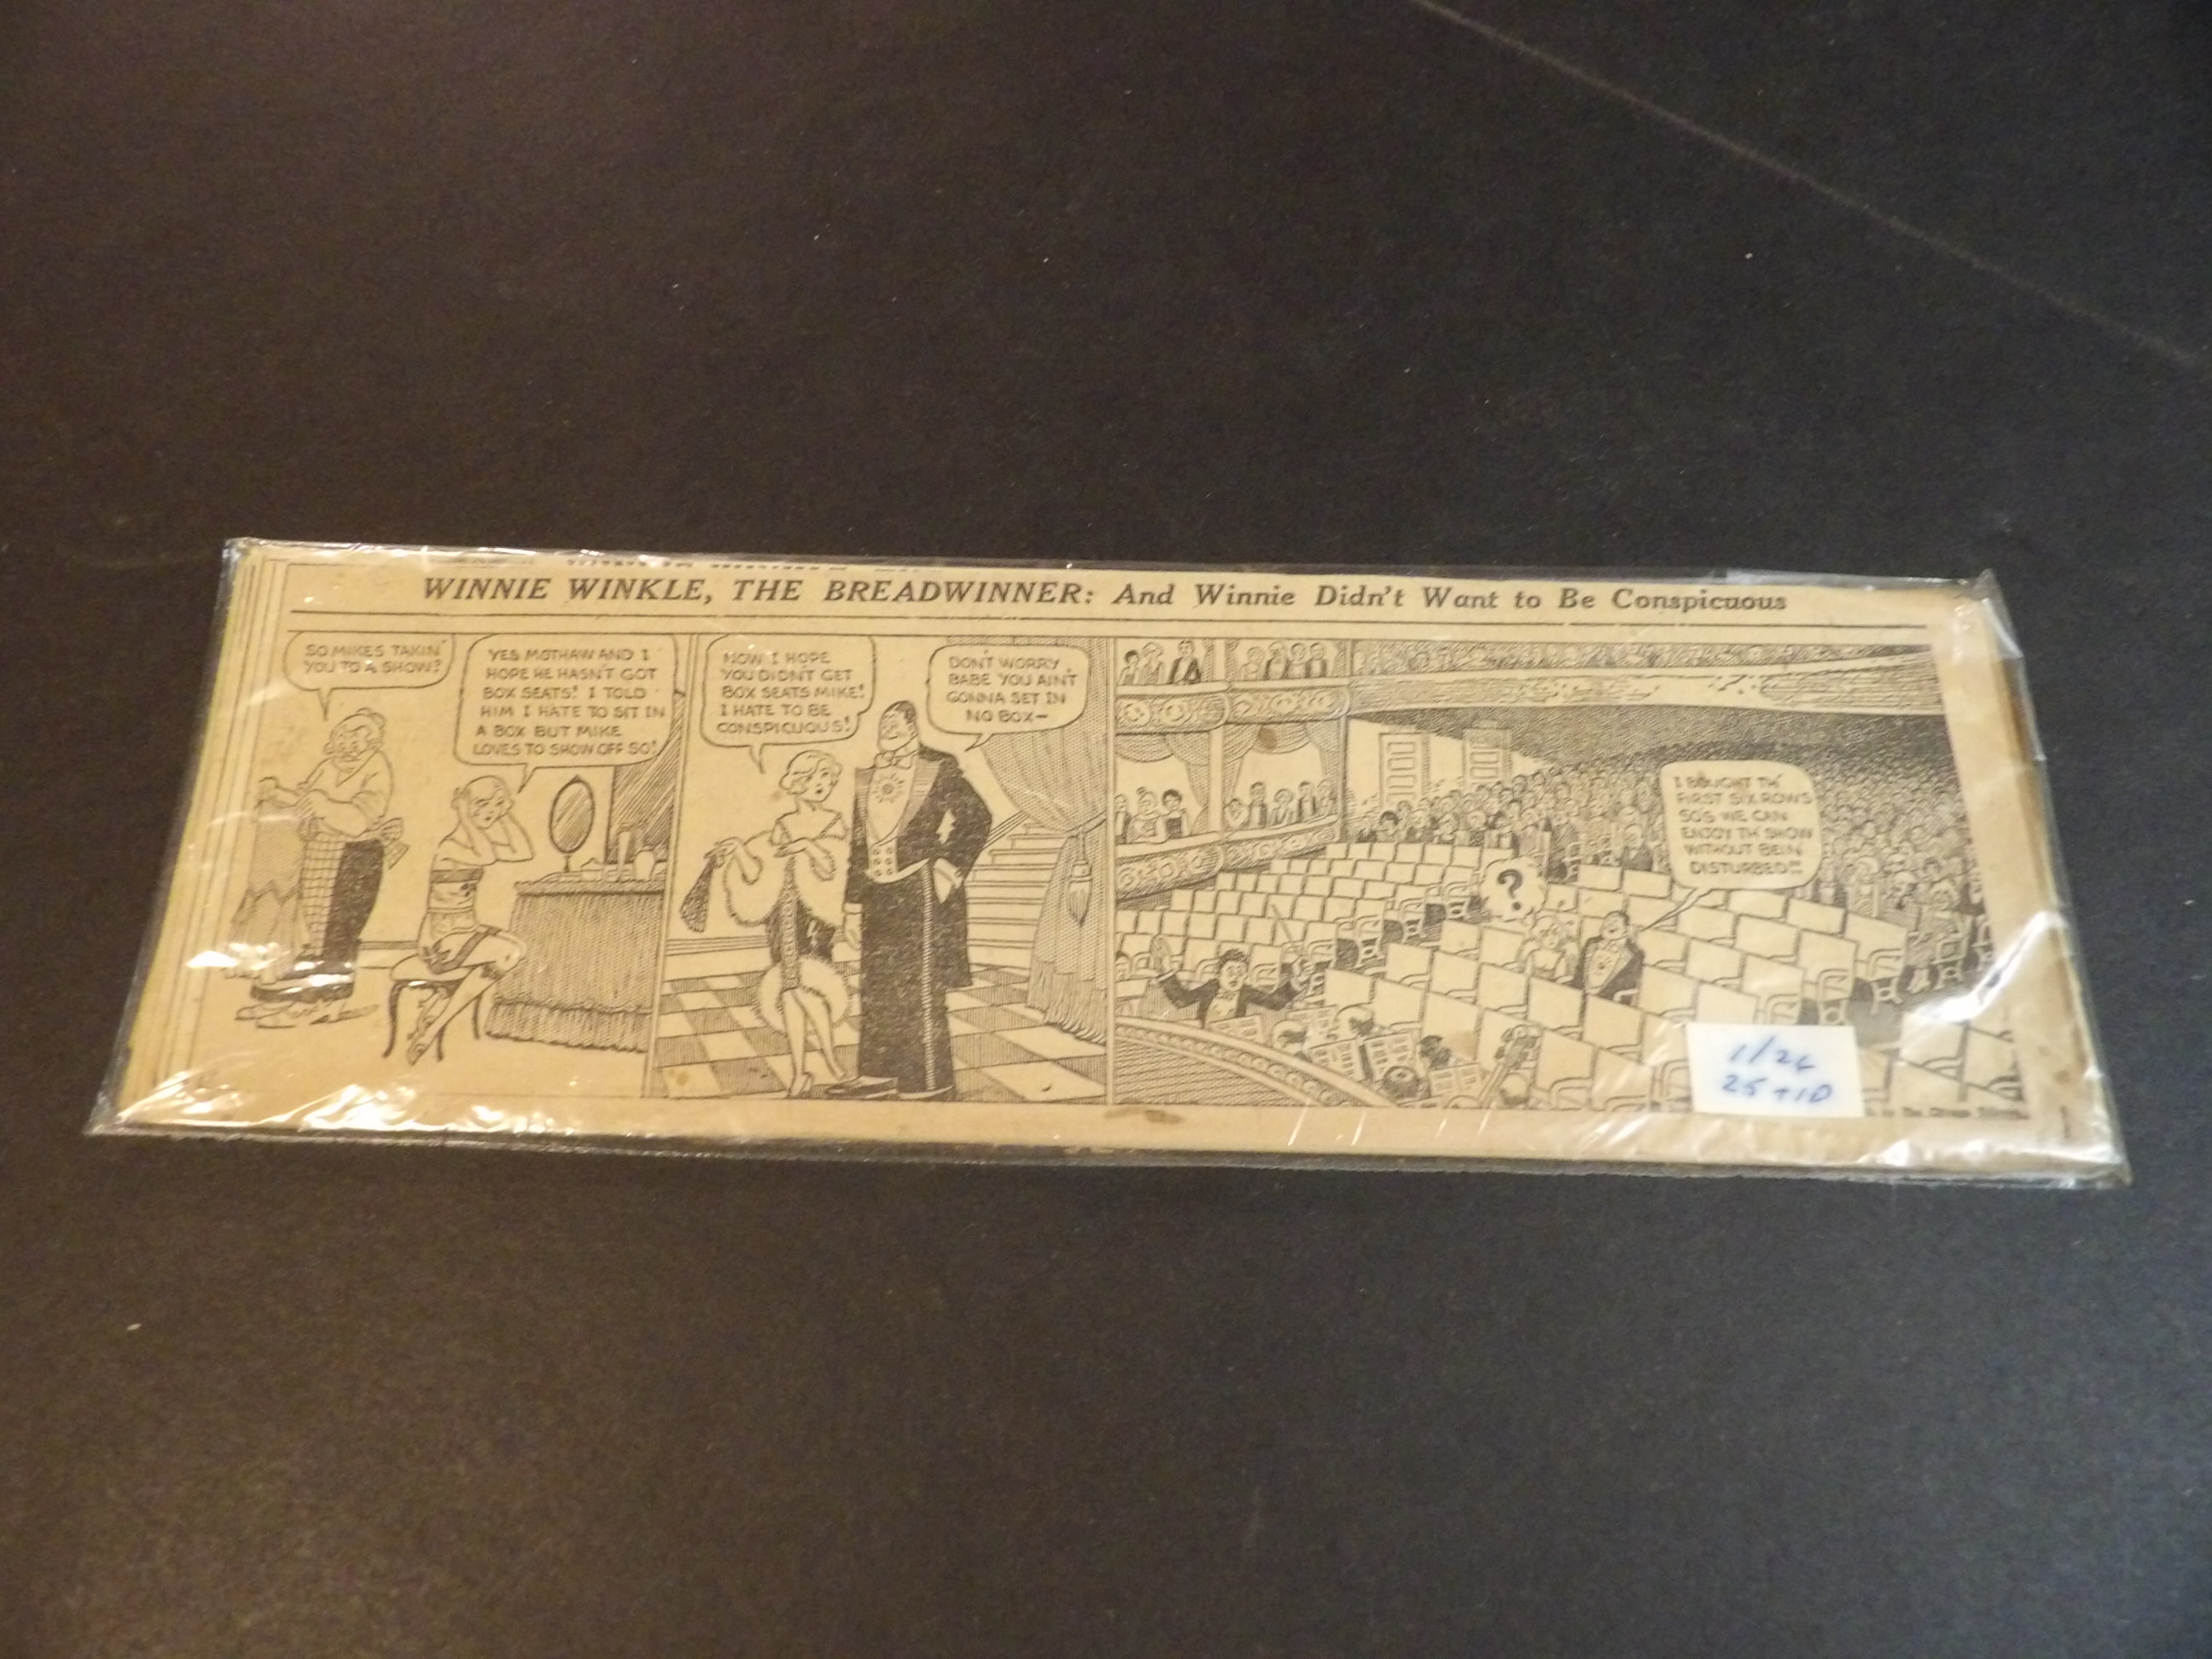 WINNIE WINKLE, THE BREADWINNER: And Winnie Didn't Want to Be Conspicuous
SO MIKES TAKIN'
YOU TO A SHOW?
YES MOTHAW AND I
HOPE HE HASN'T GOT
BOX SEATS! I TOLD
HIM I HATE TO SIT IN
A BOX BUT MIKE
LOVES TO SHOW OFF SO!
NOW I HOPE
YOU DIDN'T GET
BOX SEATS MIKE!
I HATE TO BE
CONSPICUOUS!
DON'T WORRY
BABE YOU AIN'T
GONNA SET IN
NO BOX—
?
I BOUGHT TH'
FIRST SIX ROWS
SO'S WE CAN
ENJOY TH' SHOW
WITHOUT BEIN'
DISTURBED!!
1/26
25+10